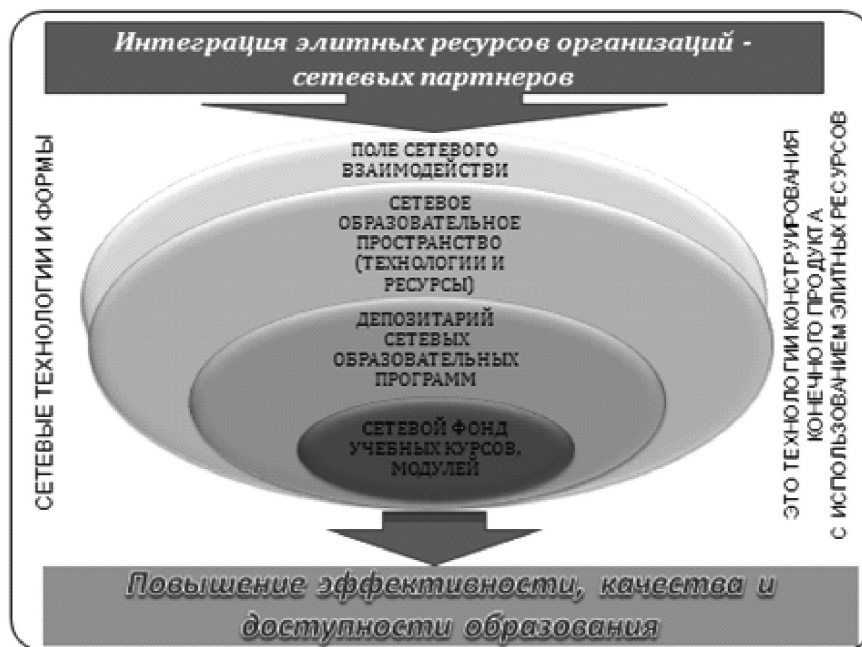 Интеграция элитных ресурсов организаций -
сетевых партнеров
СЕТЕВЫЕ ТЕХНОЛОГИИ И ФОРМЫ
ПОЛЕ СЕТЕВОГО
ВЗАИМОДЕЙСТВИ
СЕТЕВОЕ
ОБРАЗОВАТЕЛЬНОЕ
ПРОСТРАНСТВО
(ТЕХНОЛОГИИ И
РЕСУРСЫ)
ДЕПОЗИТАРИЙ
СЕТЕВЫХ
ОБРАЗОВАТЕЛЬНЫХ
ПРОГРАММ
СЕТЕВОЙ ФОНД
УЧЕБНЫХ КУРСОВ,
МОДУЛЕЙ
ЭТО ТЕХНОЛОГИИ КОНСТРУИРОВАНИЯ
КОНЕЧНОГО ПРОДУКТА
С ИСПОЛЬЗОВАНИЕМ ЭЛИТНЫХ РЕСУРСОВ
Повышение эффективности, качества и
доступности образования